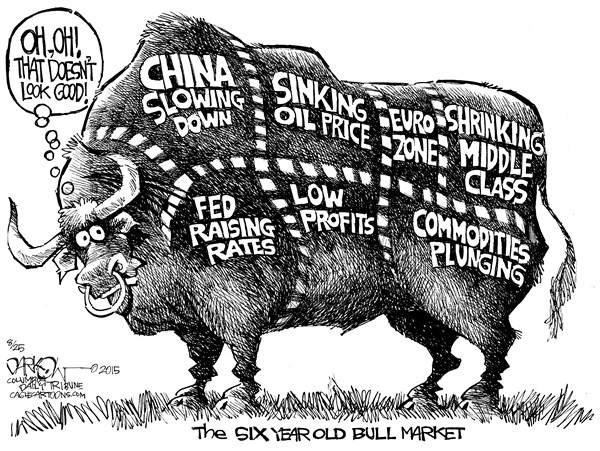 OH, OH!
THAT DOESN'T
LOOK GOOD!
CHINA
SLOWING
DOWN
SINKING
OIL PRICE
EURO
ZONE
SHRINKING
MIDDLE
CLASS
FED
RAISING
RATES
LOW
PROFITS
COMMODITIES
PLUNGING
8/25
DARKOW
©2015
COLUMBIA
DAILY TRIBUNE
CAGLECARTOONS.COM
The SIX YEAR OLD BULL MARKET